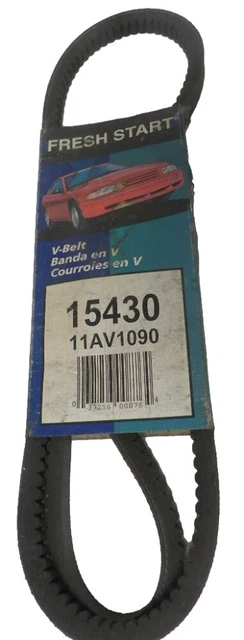 FRESH START
V-Belt
Banda en V
Courroies en V
15430
11AV1090